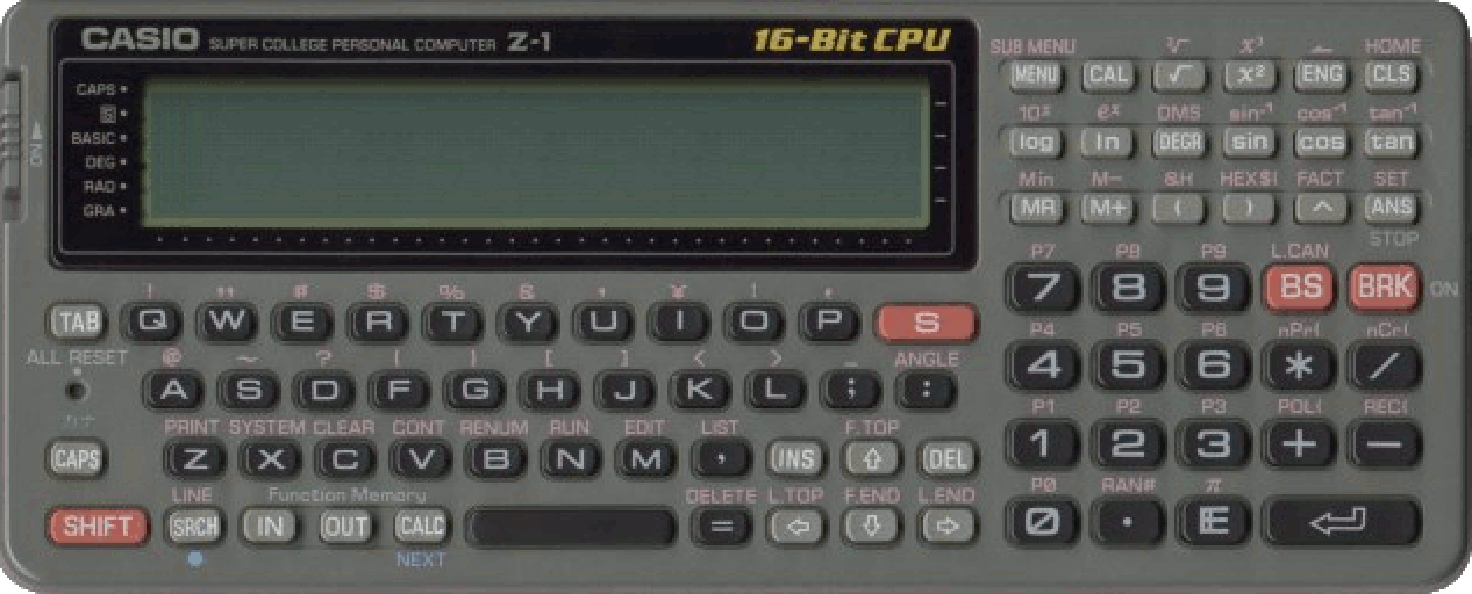 CASIO SUPER COLLEGE PERSONAL COMPUTER Z-1 16-Bit CPU
CAPS
S
BASIC
DEG
RAD
GRA
ON
SUB MENU ³√ x³ HOME
MENU CAL √ x² ENG CLS
10ˣ eˣ DMS sin⁻¹ cos⁻¹ tan⁻¹
log ln DEGR sin cos tan
Min M− &H HEX$( FACT SET
MR M+ ( ) ^ ANS
STOP
P7 P8 P9 L.CAN
7 8 9 BS BRK ON
! " # $ % & ' ¥
TAB Q W E R T Y U I O P S
P4 P5 P6 nPr( nCr(
4 5 6 * /
ALL RESET @ ~ ? ( ) [ ] < > _ ANGLE
A S D F G H J K L ; :
P1 P2 P3 POL( REC(
1 2 3 + −
カナ PRINT SYSTEM CLEAR CONT RENUM RUN EDIT LIST F.TOP
CAPS Z X C V B N M , INS ⇧ DEL
P0 RAN# π
LINE Function Memory DELETE L.TOP F.END L.END
SHIFT SRCH IN OUT CALC = ⇦ ⇩ ⇨
0 . E
NEXT